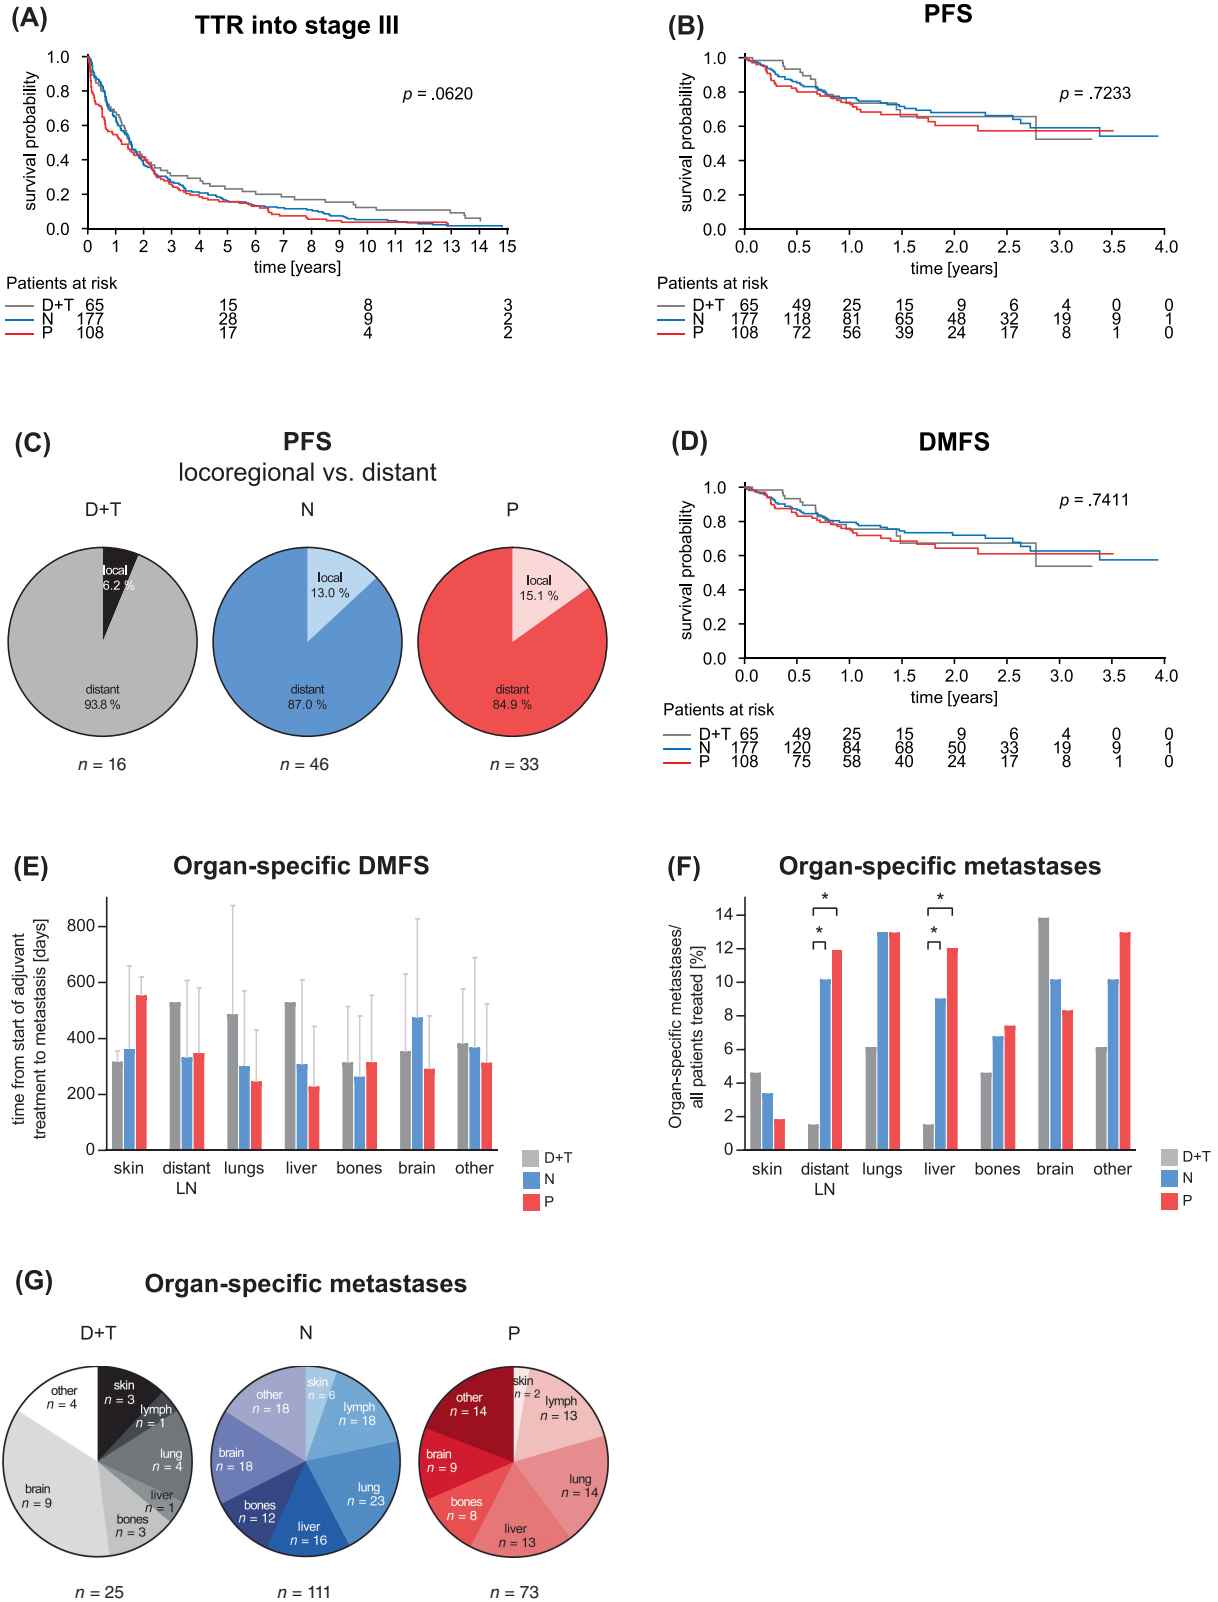 (A)
TTR into stage III
survival probability
1.0
0.8
0.6
0.4
0.2
0.0
p = .0620
0 1 2 3 4 5 6 7 8 9 10 11 12 13 14 15
time [years]
Patients at risk
D+T 65 15 8 3
N 177 28 9 2
P 108 17 4 2
(B)
PFS
survival probability
1.0
0.8
0.6
0.4
0.2
0.0
p = .7233
0.0 0.5 1.0 1.5 2.0 2.5 3.0 3.5 4.0
time [years]
Patients at risk
D+T 65 49 25 15 9 6 4 0 0
N 177 118 81 65 48 32 19 9 1
P 108 72 56 39 24 17 8 1 0
(C)
PFS
locoregional vs. distant
D+T
local
6.2 %
distant
93.8 %
n = 16
N
local
13.0 %
distant
87.0 %
n = 46
P
local
15.1 %
distant
84.9 %
n = 33
(D)
DMFS
survival probability
1.0
0.8
0.6
0.4
0.2
0.0
p = .7411
0.0 0.5 1.0 1.5 2.0 2.5 3.0 3.5 4.0
time [years]
Patients at risk
D+T 65 49 25 15 9 6 4 0 0
N 177 120 84 68 50 33 19 9 1
P 108 75 58 40 24 17 8 1 0
(E)
Organ-specific DMFS
time from start of adjuvant
treatment to metastasis [days]
800
600
400
200
0
skin distant lungs liver bones brain other
LN
D+T
N
P
(F)
Organ-specific metastases
Organ-specific metastases/
all patients treated [%]
14
12
10
8
6
4
2
0
* *
* *
skin distant lungs liver bones brain other
LN
D+T
N
P
(G)
Organ-specific metastases
D+T
skin
n = 3
lymph
n = 1
lung
n = 4
liver
n = 1
bones
n = 3
brain
n = 9
other
n = 4
n = 25
N
skin
n = 6
lymph
n = 18
lung
n = 23
liver
n = 16
bones
n = 12
brain
n = 18
other
n = 18
n = 111
P
skin
n = 2
lymph
n = 13
lung
n = 14
liver
n = 13
bones
n = 8
brain
n = 9
other
n = 14
n = 73